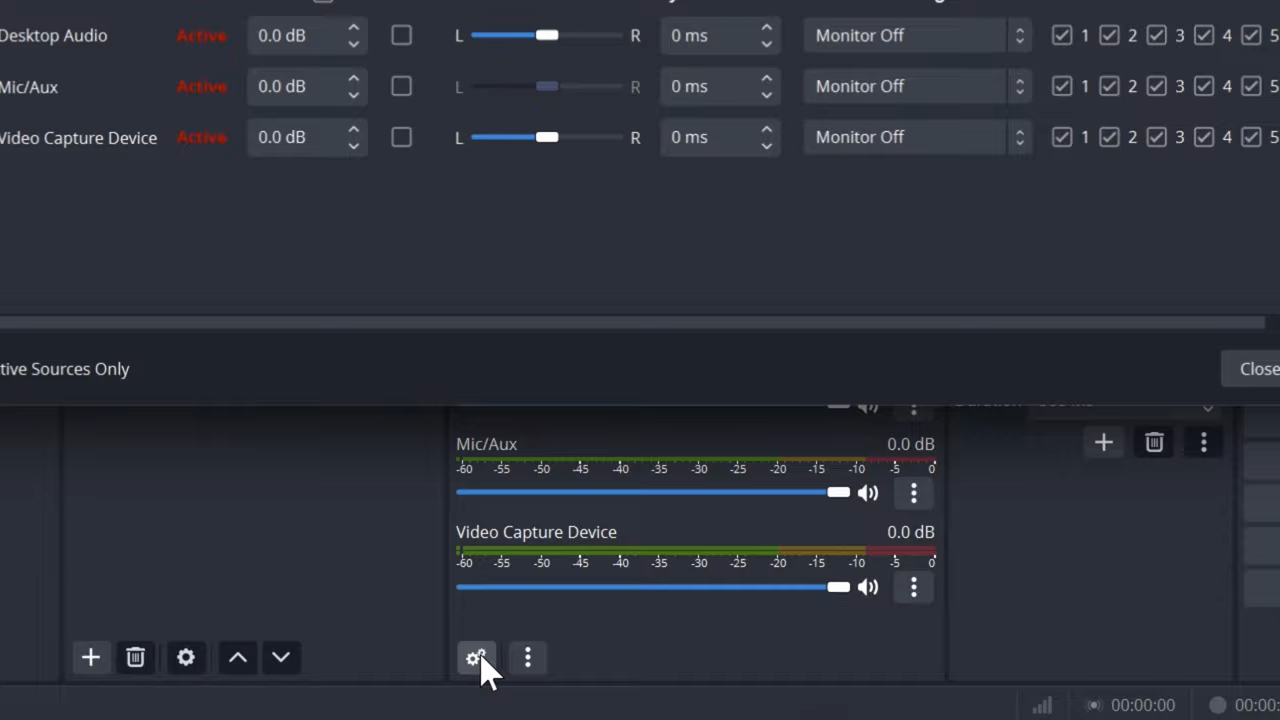 Desktop Audio Active 0.0 dB L R 0 ms Monitor Off 1 2 3 4 5
Mic/Aux Active 0.0 dB L R 0 ms Monitor Off 1 2 3 4 5
Video Capture Device Active 0.0 dB L R 0 ms Monitor Off 1 2 3 4 5
tive Sources Only Close
Mic/Aux 0.0 dB
-60 -55 -50 -45 -40 -35 -30 -25 -20 -15 -10 -5 0
Video Capture Device 0.0 dB
-60 -55 -50 -45 -40 -35 -30 -25 -20 -15 -10 -5 0
00:00:00 00:00: